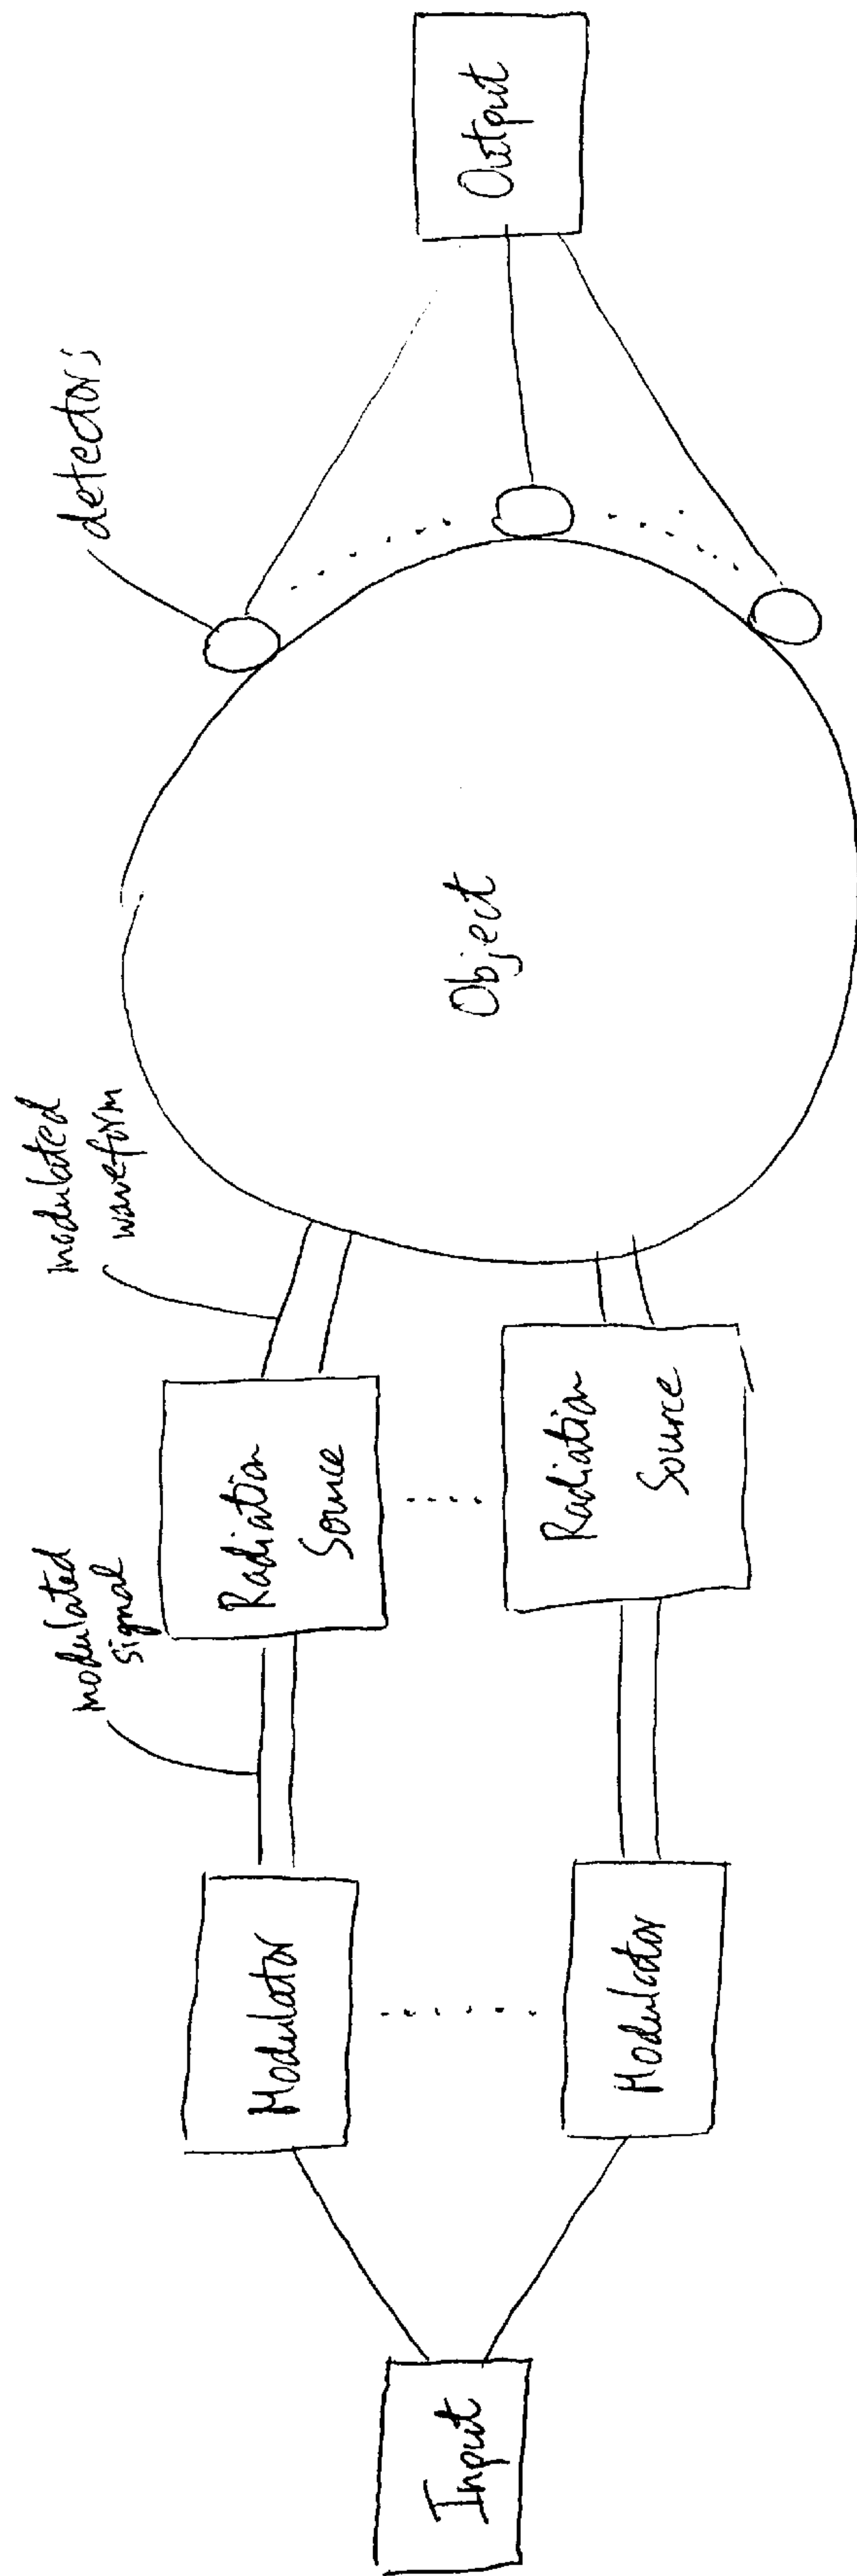 Input
Modulator
Modulator
modulated
signal
Radiation
Source
Radiation
Source
modulated
waveform
Object
detectors
Output